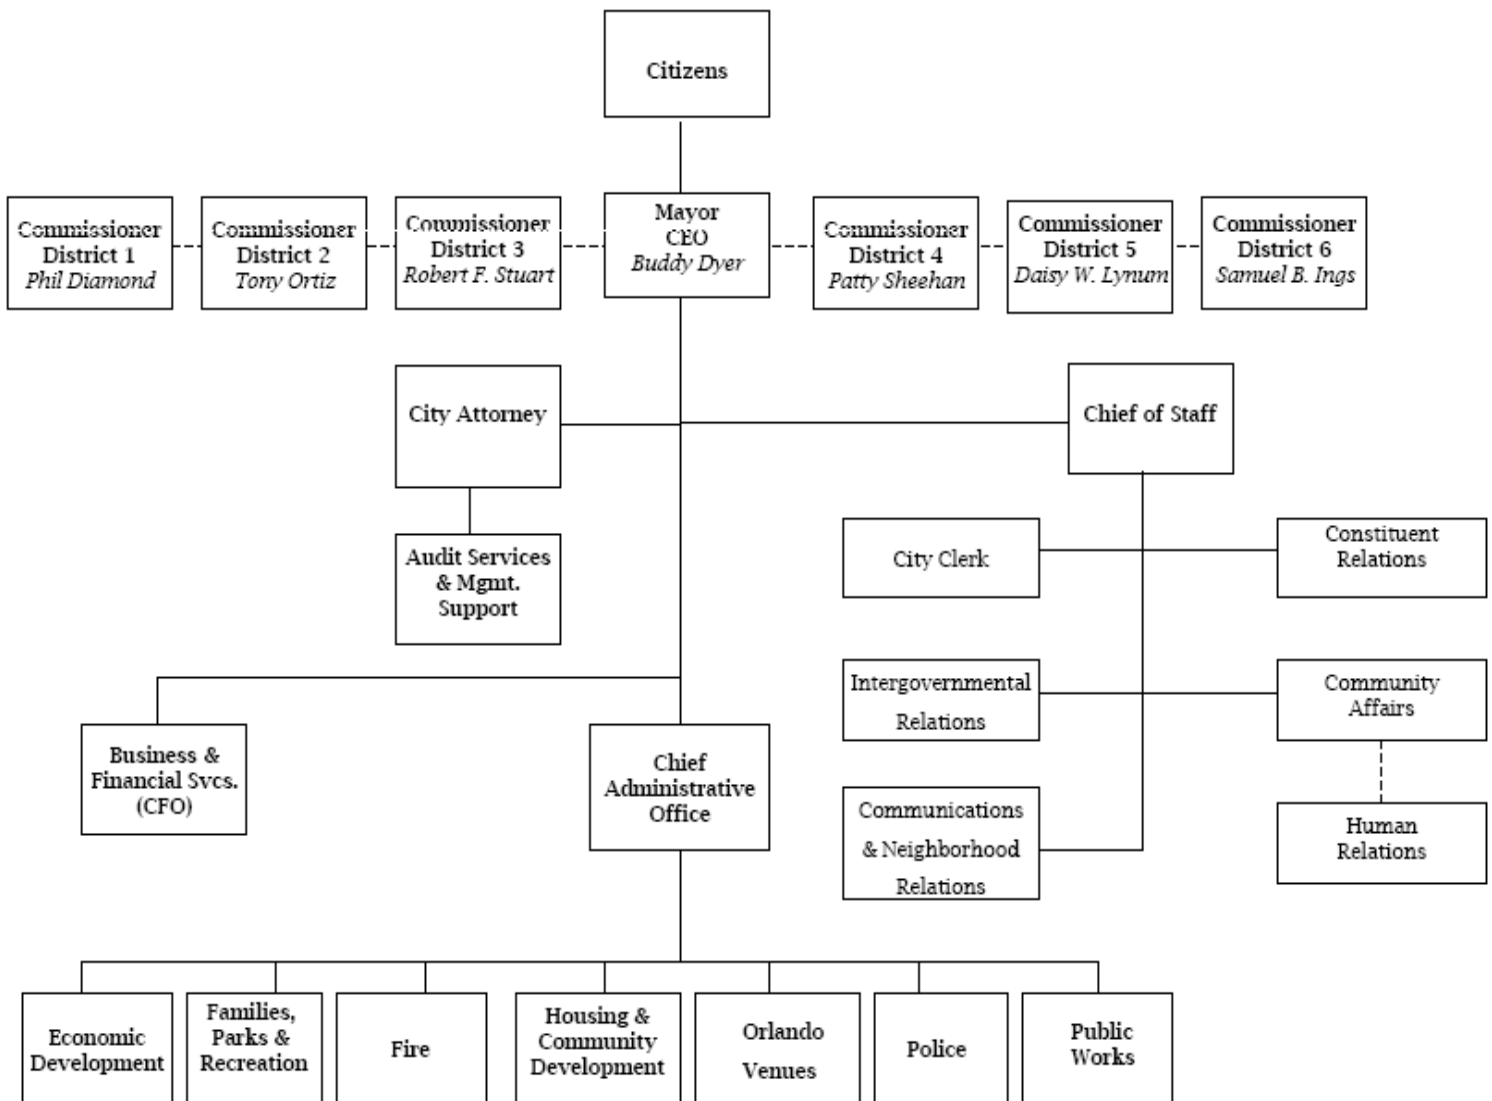 Citizens
Commissioner
District 1
Phil Diamond
Commissioner
District 2
Tony Ortiz
Commissioner
District 3
Robert F. Stuart
Mayor
CEO
Buddy Dyer
Commissioner
District 4
Patty Sheehan
Commissioner
District 5
Daisy W. Lynum
Commissioner
District 6
Samuel B. Ings
City Attorney
Chief of Staff
Audit Services
& Mgmt.
Support
City Clerk
Constituent
Relations
Intergovernmental
Relations
Community
Affairs
Business &
Financial Svcs.
(CFO)
Chief
Administrative
Office
Communications
& Neighborhood
Relations
Human
Relations
Economic
Development
Families,
Parks &
Recreation
Fire
Housing &
Community
Development
Orlando
Venues
Police
Public
Works